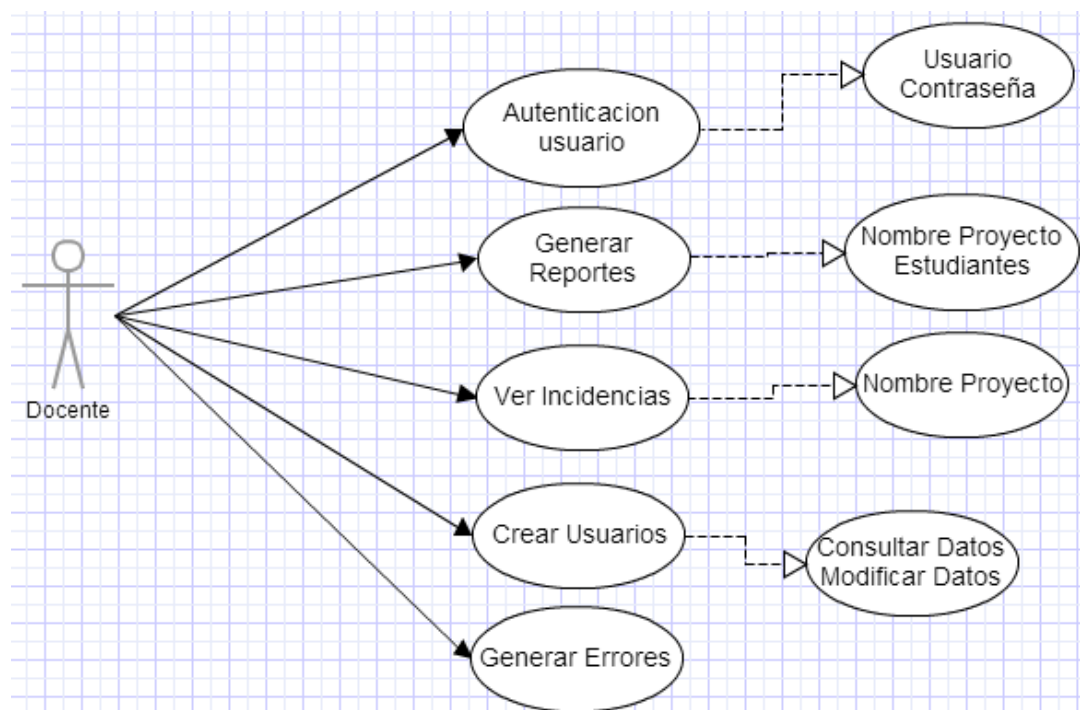 Usuario
Contraseña
Autenticacion
usuario
Generar
Reportes
Nombre Proyecto
Estudiantes
Ver Incidencias
Nombre Proyecto
Docente
Crear Usuarios
Consultar Datos
Modificar Datos
Generar Errores